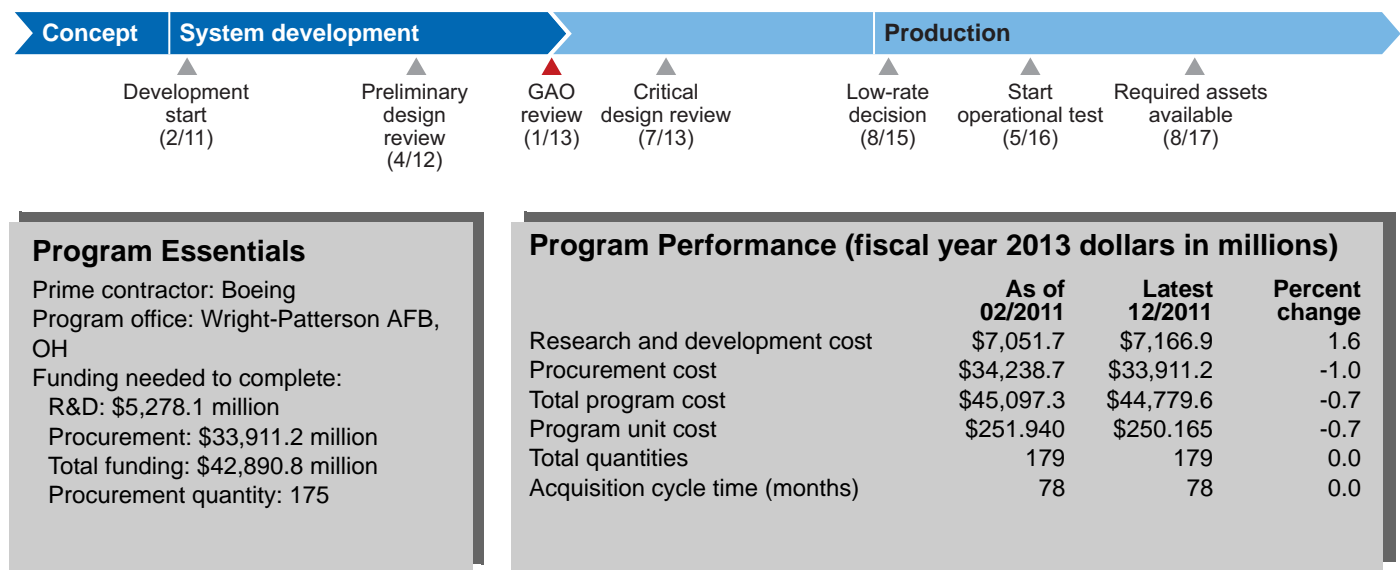 Concept System development Production
Development
start
(2/11)
Preliminary
design
review
(4/12)
GAO
review
(1/13)
Critical
design review
(7/13)
Low-rate
decision
(8/15)
Start
operational test
(5/16)
Required assets
available
(8/17)
Program Essentials
Prime contractor: Boeing
Program office: Wright-Patterson AFB,
OH
Funding needed to complete:
R&D: $5,278.1 million
Procurement: $33,911.2 million
Total funding: $42,890.8 million
Procurement quantity: 175
Program Performance (fiscal year 2013 dollars in millions)
As of Latest Percent
02/2011 12/2011 change
Research and development cost $7,051.7 $7,166.9 1.6
Procurement cost $34,238.7 $33,911.2 -1.0
Total program cost $45,097.3 $44,779.6 -0.7
Program unit cost $251.940 $250.165 -0.7
Total quantities 179 179 0.0
Acquisition cycle time (months) 78 78 0.0